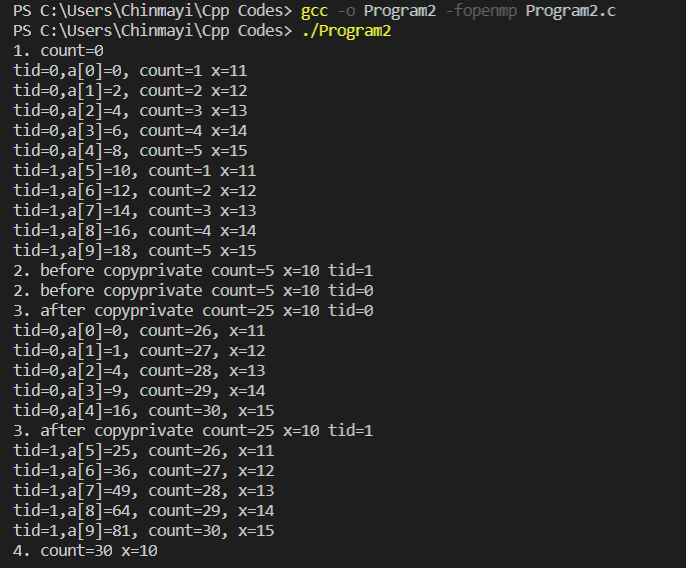 PS C:\Users\Chinmayi\Cpp Codes> gcc -o Program2 -fopenmp Program2.c
PS C:\Users\Chinmayi\Cpp Codes> ./Program2
1. count=0
tid=0,a[0]=0, count=1 x=11
tid=0,a[1]=2, count=2 x=12
tid=0,a[2]=4, count=3 x=13
tid=0,a[3]=6, count=4 x=14
tid=0,a[4]=8, count=5 x=15
tid=1,a[5]=10, count=1 x=11
tid=1,a[6]=12, count=2 x=12
tid=1,a[7]=14, count=3 x=13
tid=1,a[8]=16, count=4 x=14
tid=1,a[9]=18, count=5 x=15
2. before copyprivate count=5 x=10 tid=1
2. before copyprivate count=5 x=10 tid=0
3. after copyprivate count=25 x=10 tid=0
tid=0,a[0]=0, count=26, x=11
tid=0,a[1]=1, count=27, x=12
tid=0,a[2]=4, count=28, x=13
tid=0,a[3]=9, count=29, x=14
tid=0,a[4]=16, count=30, x=15
3. after copyprivate count=25 x=10 tid=1
tid=1,a[5]=25, count=26, x=11
tid=1,a[6]=36, count=27, x=12
tid=1,a[7]=49, count=28, x=13
tid=1,a[8]=64, count=29, x=14
tid=1,a[9]=81, count=30, x=15
4. count=30 x=10